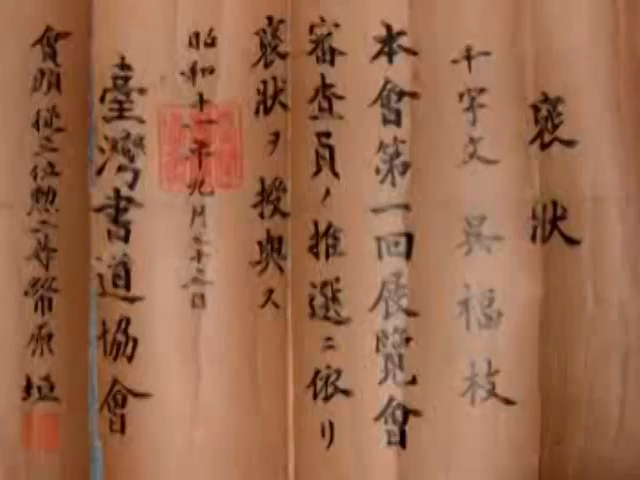 褒狀
千字文 吳福枝
本會第一回展覽會
審査員ノ推選ニ依リ
褒狀ヲ授與ス
昭和十一年九月二十三日
臺灣書道協會
會頭從三位勲二等幣原坦